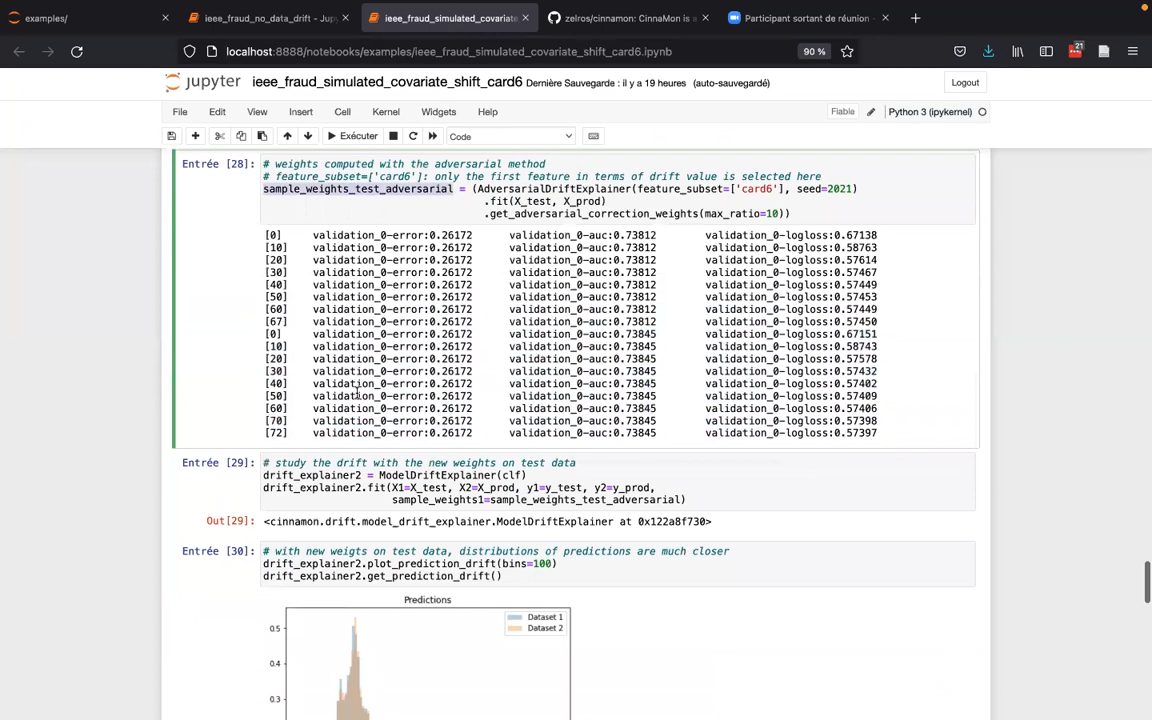 examples/
ieee_fraud_no_data_drift - Jup
ieee_fraud_simulated_covariate
zelros/cinnamon: CinnaMon is a
Participant sortant de réunion -
localhost:8888/notebooks/examples/ieee_fraud_simulated_covariate_shift_card6.ipynb
90 %
21
jupyter ieee_fraud_simulated_covariate_shift_card6 Dernière Sauvegarde : il y a 19 heures (auto-sauvegardé)
Logout
File Edit View Insert Cell Kernel Widgets Help
Fiable
Python 3 (ipykernel)
Exécuter
Code
Entrée [28]:
# weights computed with the adversarial method
# feature_subset=['card6']: only the first feature in terms of drift value is selected here
sample_weights_test_adversarial = (AdversarialDriftExplainer(feature_subset=['card6'], seed=2021)
.fit(X_test, X_prod)
.get_adversarial_correction_weights(max_ratio=10))
[0] validation_0-error:0.26172 validation_0-auc:0.73812 validation_0-logloss:0.67138
[10] validation_0-error:0.26172 validation_0-auc:0.73812 validation_0-logloss:0.58763
[20] validation_0-error:0.26172 validation_0-auc:0.73812 validation_0-logloss:0.57614
[30] validation_0-error:0.26172 validation_0-auc:0.73812 validation_0-logloss:0.57467
[40] validation_0-error:0.26172 validation_0-auc:0.73812 validation_0-logloss:0.57449
[50] validation_0-error:0.26172 validation_0-auc:0.73812 validation_0-logloss:0.57453
[60] validation_0-error:0.26172 validation_0-auc:0.73812 validation_0-logloss:0.57449
[67] validation_0-error:0.26172 validation_0-auc:0.73812 validation_0-logloss:0.57450
[0] validation_0-error:0.26172 validation_0-auc:0.73845 validation_0-logloss:0.67151
[10] validation_0-error:0.26172 validation_0-auc:0.73845 validation_0-logloss:0.58743
[20] validation_0-error:0.26172 validation_0-auc:0.73845 validation_0-logloss:0.57578
[30] validation_0-error:0.26172 validation_0-auc:0.73845 validation_0-logloss:0.57432
[40] validation_0-error:0.26172 validation_0-auc:0.73845 validation_0-logloss:0.57402
[50] validation_0-error:0.26172 validation_0-auc:0.73845 validation_0-logloss:0.57409
[60] validation_0-error:0.26172 validation_0-auc:0.73845 validation_0-logloss:0.57406
[70] validation_0-error:0.26172 validation_0-auc:0.73845 validation_0-logloss:0.57398
[72] validation_0-error:0.26172 validation_0-auc:0.73845 validation_0-logloss:0.57397
Entrée [29]:
# study the drift with the new weights on test data
drift_explainer2 = ModelDriftExplainer(clf)
drift_explainer2.fit(X1=X_test, X2=X_prod, y1=y_test, y2=y_prod,
sample_weights1=sample_weights_test_adversarial)
Out[29]: <cinnamon.drift.model_drift_explainer.ModelDriftExplainer at 0x122a8f730>
Entrée [30]:
# with new weigts on test data, distributions of predictions are much closer
drift_explainer2.plot_prediction_drift(bins=100)
drift_explainer2.get_prediction_drift()
Predictions
Dataset 1
Dataset 2
0.5
0.4
0.3